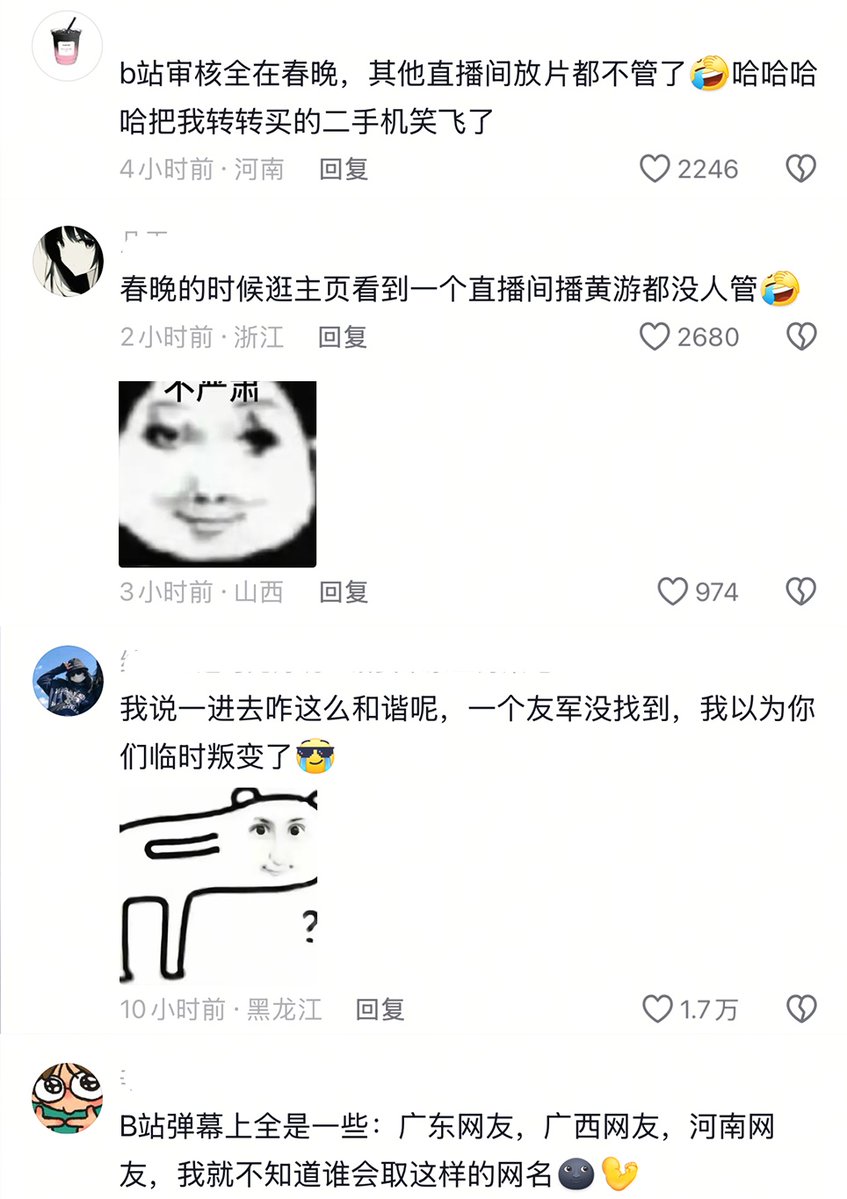 b站审核全在春晚，其他直播间放片都不管了🤣哈哈哈
哈把我转转买的二手机笑飞了
4小时前·河南 回复 2246
春晚的时候逛主页看到一个直播间播黄游都没人管🤣
2小时前·浙江 回复 2680
不严肃
3小时前·山西 回复 974
我说一进去咋这么和谐呢，一个友军没找到，我以为你
们临时叛变了
?
10小时前·黑龙江 回复 1.7万
B站弹幕上全是一些：广东网友，广西网友，河南网
友，我就不知道谁会取这样的网名🌚💪